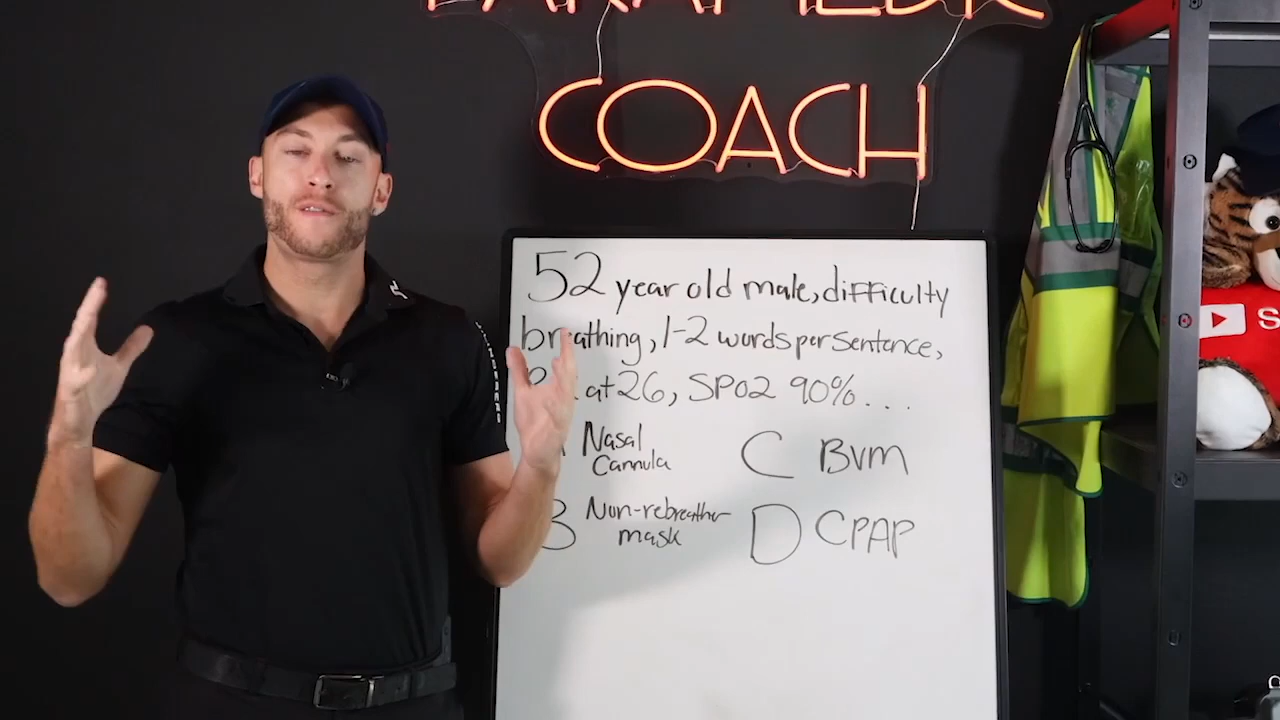 PARAMEDIC
COACH
52 year old male, difficulty
breathing, 1-2 words per sentence,
at 26, SPO2 90%...
Nasal
Cannula
C BVM
B Non-rebreather
mask
D CPAP
S